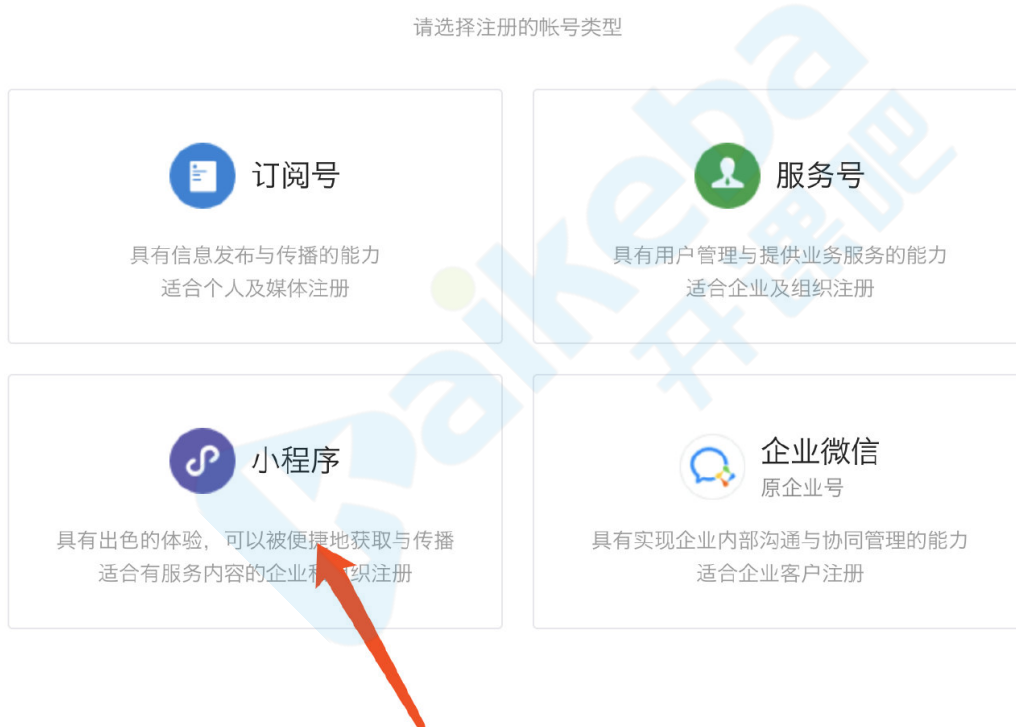 请选择注册的帐号类型
订阅号
具有信息发布与传播的能力
适合个人及媒体注册
服务号
具有用户管理与提供业务服务的能力
适合企业及组织注册
小程序
具有出色的体验，可以被便捷地获取与传播
适合有服务内容的企业和组织注册
企业微信
原企业号
具有实现企业内部沟通与协同管理的能力
适合企业客户注册
Kaikeba
开课吧